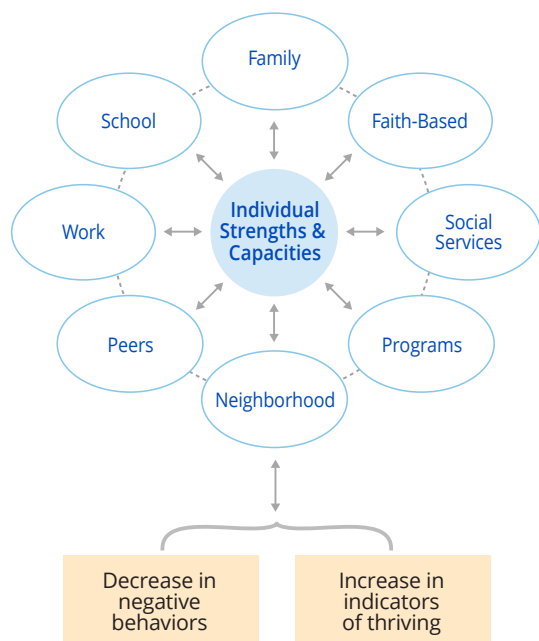 Family
School
Faith-Based
Individual
Strengths &
Capacities
Work
Social
Services
Peers
Programs
Neighborhood
Decrease in
negative
behaviors
Increase in
indicators
of thriving